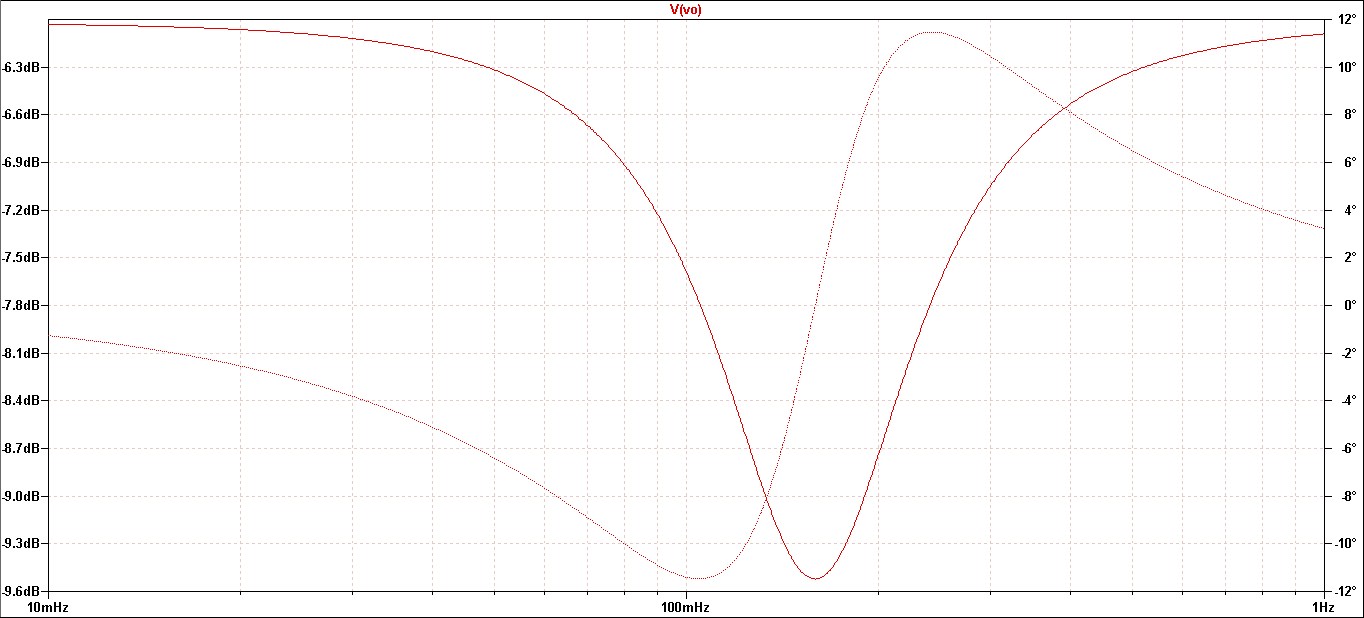 V(vo)
12°
-6.3dB 10°
-6.6dB 8°
-6.9dB 6°
-7.2dB 4°
-7.5dB 2°
-7.8dB 0°
-8.1dB -2°
-8.4dB -4°
-8.7dB -6°
-9.0dB -8°
-9.3dB -10°
-9.6dB -12°
10mHz 100mHz 1Hz